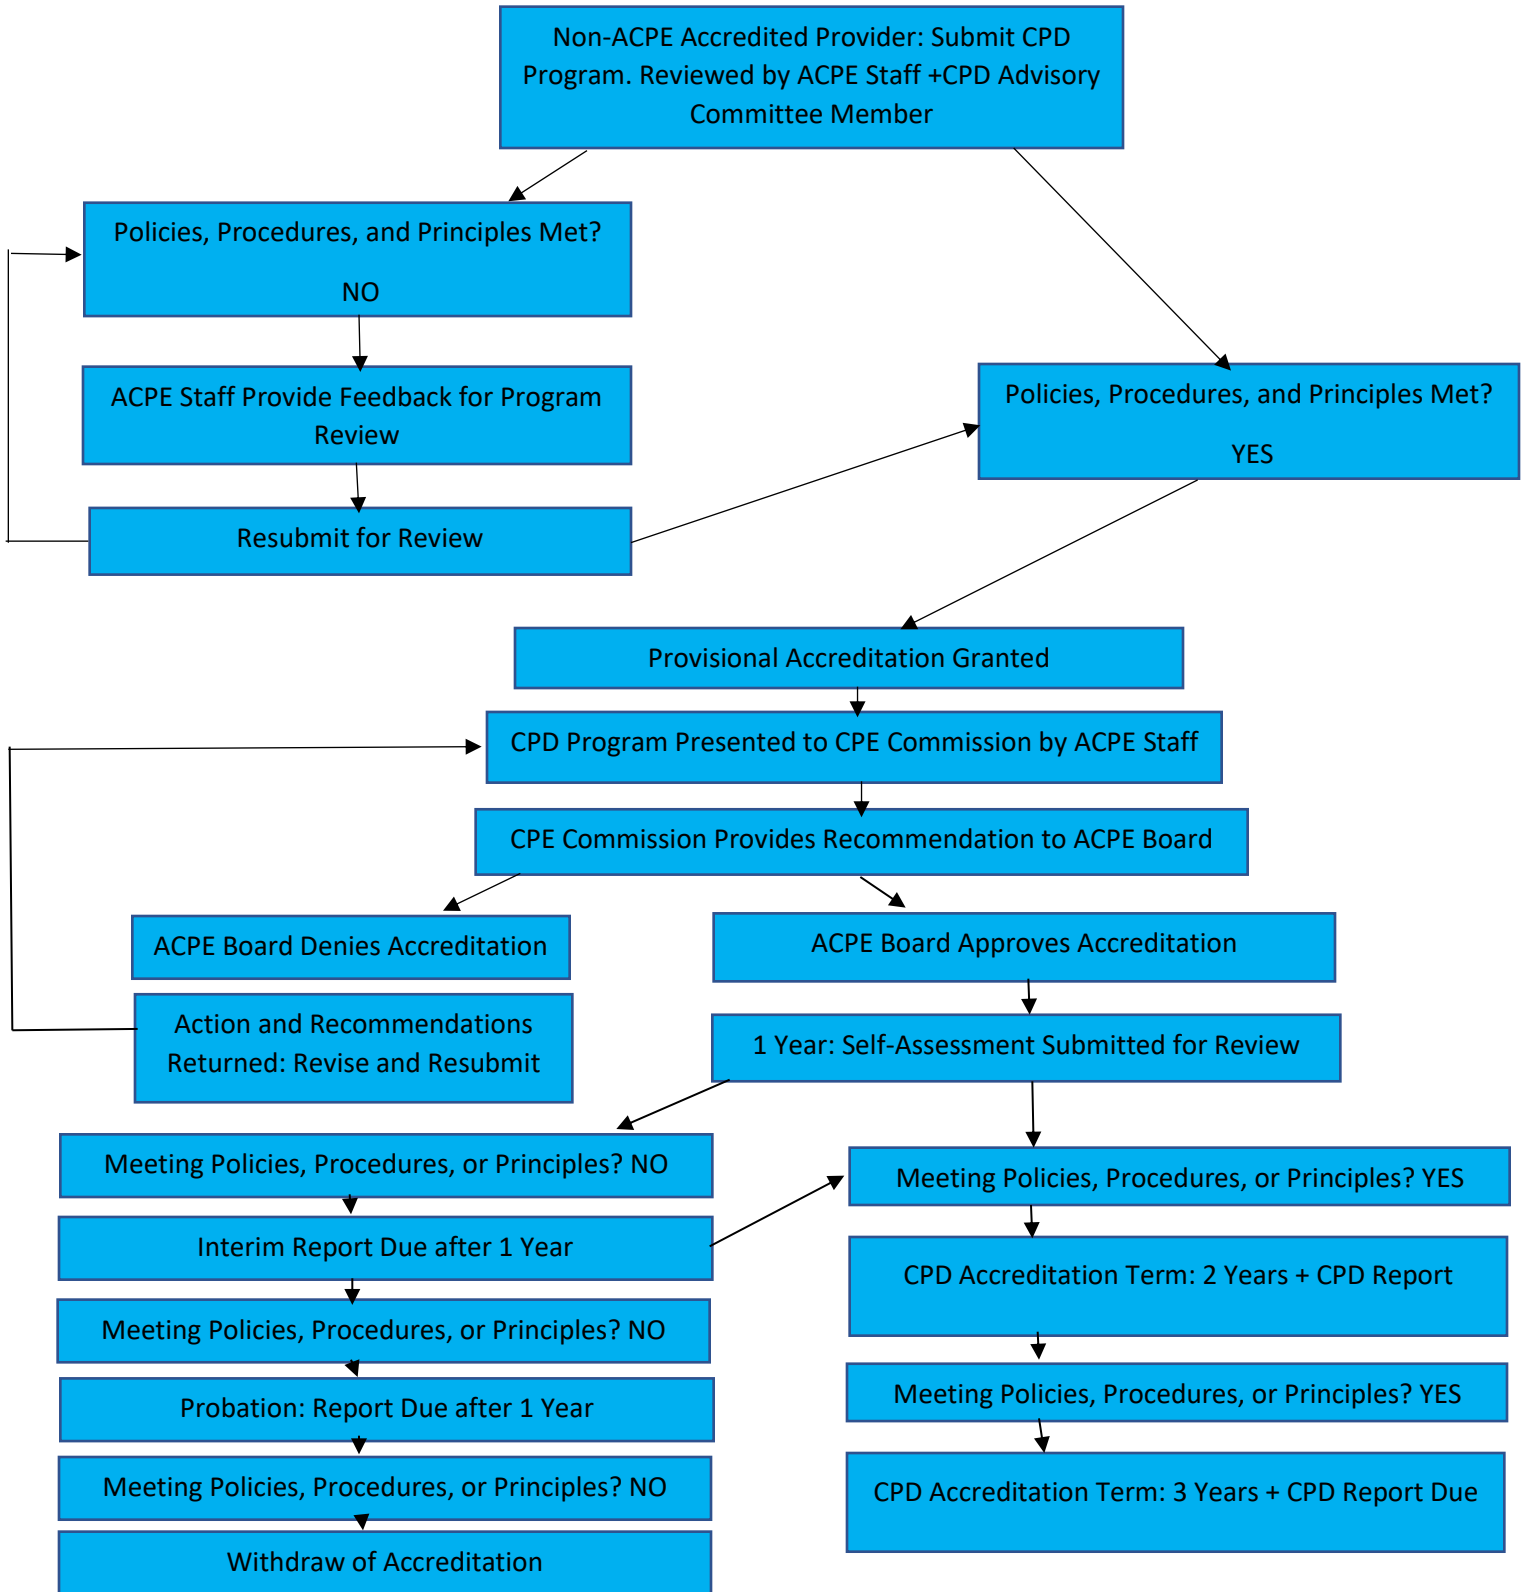 Non-ACPE Accredited Provider: Submit CPD
Program. Reviewed by ACPE Staff +CPD Advisory
Committee Member
Policies, Procedures, and Principles Met?
NO
ACPE Staff Provide Feedback for Program
Review
Resubmit for Review
Policies, Procedures, and Principles Met?
YES
Provisional Accreditation Granted
CPD Program Presented to CPE Commission by ACPE Staff
CPE Commission Provides Recommendation to ACPE Board
ACPE Board Denies Accreditation
Action and Recommendations
Returned: Revise and Resubmit
ACPE Board Approves Accreditation
1 Year: Self-Assessment Submitted for Review
Meeting Policies, Procedures, or Principles? NO
Interim Report Due after 1 Year
Meeting Policies, Procedures, or Principles? NO
Probation: Report Due after 1 Year
Meeting Policies, Procedures, or Principles? NO
Withdraw of Accreditation
Meeting Policies, Procedures, or Principles? YES
CPD Accreditation Term: 2 Years + CPD Report
Meeting Policies, Procedures, or Principles? YES
CPD Accreditation Term: 3 Years + CPD Report Due